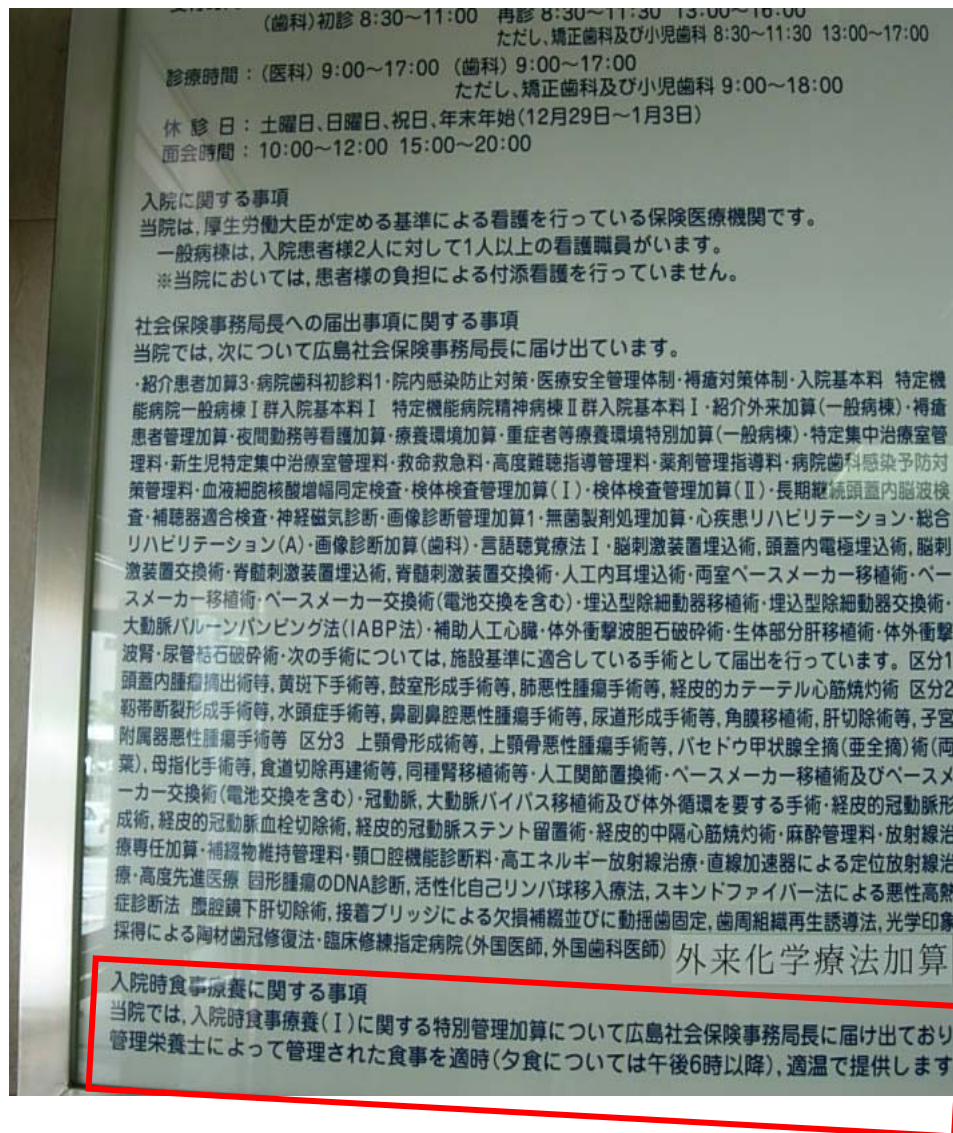 (歯科)初診 8:30～11:00 再診 8:30～11:30 13:00～16:00
ただし、矯正歯科及び小児歯科 8:30～11:30 13:00～17:00
診療時間：(医科) 9:00～17:00 (歯科) 9:00～17:00
ただし、矯正歯科及び小児歯科 9:00～18:00
休 診 日：土曜日、日曜日、祝日、年末年始(12月29日～1月3日)
面会時間：10:00～12:00 15:00～20:00
入院に関する事項
当院は,厚生労働大臣が定める基準による看護を行っている保険医療機関です。
一般病棟は,入院患者様2人に対して1人以上の看護職員がいます。
※当院においては,患者様の負担による付添看護を行っていません。
社会保険事務局長への届出事項に関する事項
当院では,次について広島社会保険事務局長に届け出ています。
・紹介患者加算3・病院歯科初診料1・院内感染防止対策・医療安全管理体制・褥瘡対策体制・入院基本料 特定機
能病院一般病棟Ⅰ群入院基本料Ⅰ 特定機能病院精神病棟Ⅱ群入院基本料Ⅰ・紹介外来加算(一般病棟)・褥瘡
患者管理加算・夜間勤務等看護加算・療養環境加算・重症者等療養環境特別加算(一般病棟)・特定集中治療室管
理料・新生児特定集中治療室管理料・救命救急料・高度難聴指導管理料・薬剤管理指導料・病院歯科感染予防対
策管理料・血液細胞核酸増幅同定検査・検体検査管理加算(Ⅰ)・検体検査管理加算(Ⅱ)・長期継続頭蓋内脳波検
査・補聴器適合検査・神経磁気診断・画像診断管理加算1・無菌製剤処理加算・心疾患リハビリテーション・総合
リハビリテーション(A)・画像診断加算(歯科)・言語聴覚療法Ⅰ・脳刺激装置埋込術,頭蓋内電極埋込術,脳刺
激装置交換術・脊髄刺激装置埋込術,脊髄刺激装置交換術・人工内耳埋込術・両室ペースメーカー移植術・ペー
スメーカー移植術・ペースメーカー交換術(電池交換を含む)・埋込型除細動器移植術・埋込型除細動器交換術・
大動脈バルーンパンピング法(IABP法)・補助人工心臓・体外衝撃波胆石破砕術・生体部分肝移植術・体外衝撃
波腎・尿管結石破砕術・次の手術については,施設基準に適合している手術として届出を行っています。区分1
頭蓋内腫瘤摘出術等,黄斑下手術等,鼓室形成手術等,肺悪性腫瘍手術等,経皮的カテーテル心筋焼灼術 区分2
靭帯断裂形成手術等,水頭症手術等,鼻副鼻腔悪性腫瘍手術等,尿道形成手術等,角膜移植術,肝切除術等,子宮
附属器悪性腫瘍手術等 区分3 上顎骨形成術等,上顎骨悪性腫瘍手術等,バセドウ甲状腺全摘(亜全摘)術(両
葉),母指化手術等,食道切除再建術等,同種腎移植術等・人工関節置換術・ペースメーカー移植術及びペースメ
ーカー交換術(電池交換を含む)・冠動脈,大動脈バイパス移植術及び体外循環を要する手術・経皮的冠動脈形
成術,経皮的冠動脈血栓切除術,経皮的冠動脈ステント留置術・経皮的中隔心筋焼灼術・麻酔管理料・放射線治
療専任加算・補綴物維持管理料・顎口腔機能診断料・高エネルギー放射線治療・直線加速器による定位放射線治
療・高度先進医療 固形腫瘍のDNA診断,活性化自己リンパ球移入療法,スキンドファイバー法による悪性高熱
症診断法 腹腔鏡下肝切除術,接着ブリッジによる欠損補綴並びに動揺歯固定,歯周組織再生誘導法,光学印象
採得による陶材歯冠修復法・臨床修練指定病院(外国医師,外国歯科医師) 外来化学療法加算
入院時食事療養に関する事項
当院では,入院時食事療養(Ⅰ)に関する特別管理加算について広島社会保険事務局長に届け出ており
管理栄養士によって管理された食事を適時(夕食については午後6時以降),適温で提供します